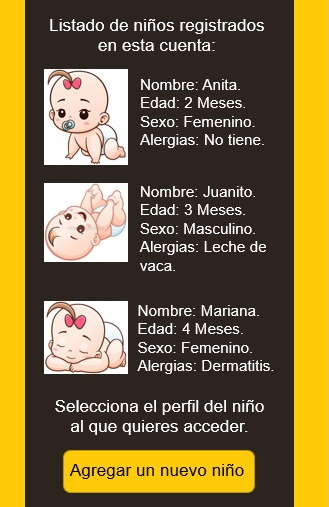 Listado de niños registrados
en esta cuenta:
Nombre: Anita.
Edad: 2 Meses.
Sexo: Femenino.
Alergias: No tiene.
Nombre: Juanito.
Edad: 3 Meses.
Sexo: Masculino.
Alergias: Leche de
vaca.
Nombre: Mariana.
Edad: 4 Meses.
Sexo: Femenino.
Alergias: Dermatitis.
Selecciona el perfil del niño
al que quieres acceder.
Agregar un nuevo niño